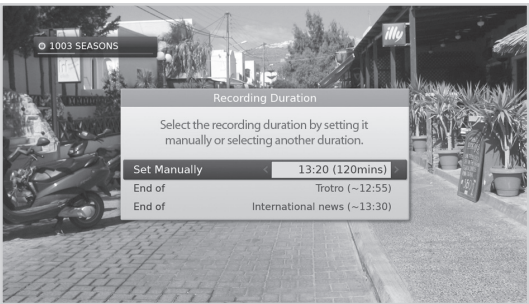 1003 SEASONS
illy
Recording Duration
Select the recording duration by setting it
manually or selecting another duration.
Set Manually < 13:20 (120mins) >
End of Trotro (~12:55)
End of International news (~13:30)